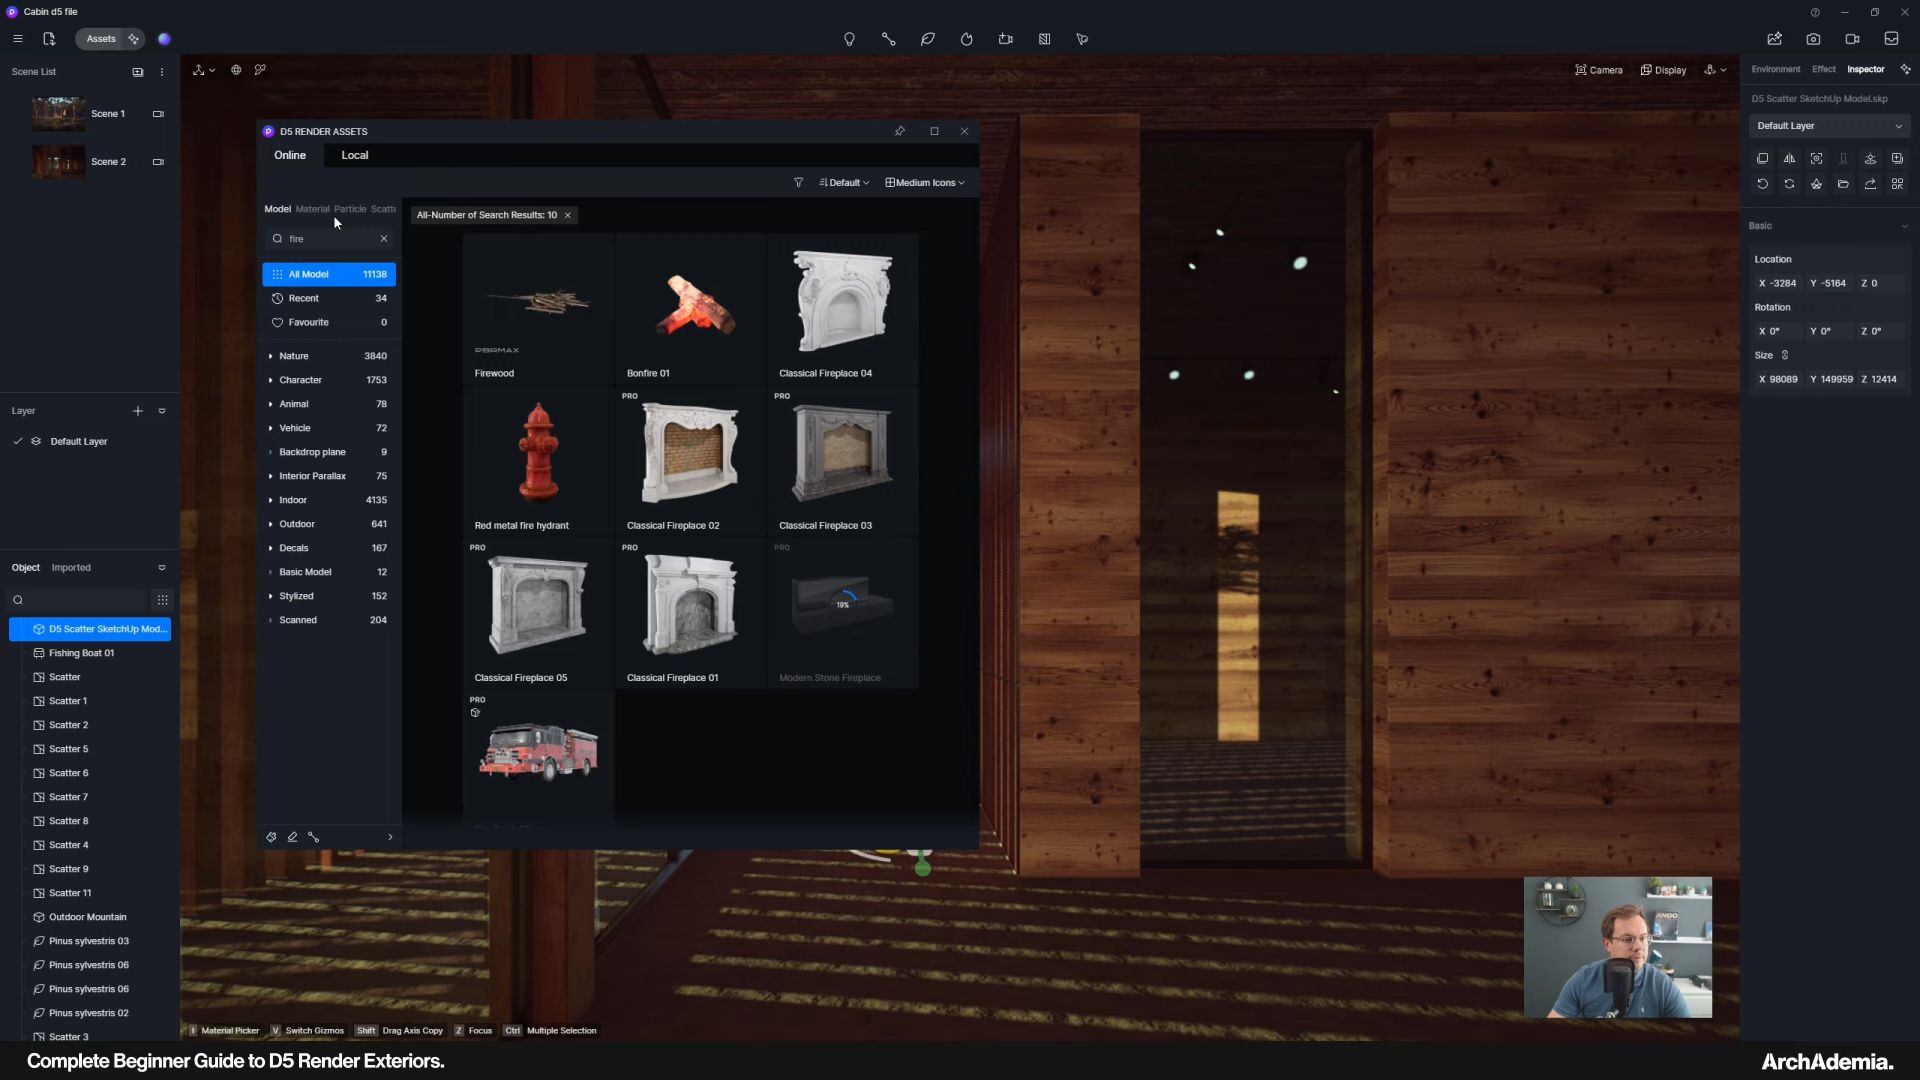 Cabin d5 file
Assets
Scene List
Scene 1
Scene 2
Layer
Default Layer
Object Imported
D5 Scatter SketchUp Mod...
Fishing Boat 01
Scatter
Scatter 1
Scatter 2
Scatter 5
Scatter 6
Scatter 7
Scatter 8
Scatter 4
Scatter 9
Scatter 11
Outdoor Mountain
Pinus sylvestris 03
Pinus sylvestris 06
Pinus sylvestris 06
Pinus sylvestris 02
Scatter 3
Camera Display
D5 RENDER ASSETS
Online Local
Default Medium Icons
Model Material Particle Scatt
fire
All Model 11138
Recent 34
Favourite 0
Nature 3840
Character 1753
Animal 78
Vehicle 72
Backdrop plane 9
Interior Parallax 75
Indoor 4135
Outdoor 641
Decals 167
Basic Model 12
Stylized 152
Scanned 204
All-Number of Search Results: 10
PBRMAX
Firewood
Bonfire 01
Classical Fireplace 04
Red metal fire hydrant
PRO
Classical Fireplace 02
PRO
Classical Fireplace 03
PRO
Classical Fireplace 05
PRO
Classical Fireplace 01
PRO
19%
Modern Stone Fireplace
PRO
I Material Picker V Switch Gizmos Shift Drag Axis Copy Z Focus Ctrl Multiple Selection
Environment Effect Inspector
D5 Scatter SketchUp Model.skp
Default Layer
Basic
Location
X -3284 Y -5164 Z 0
Rotation
X 0° Y 0° Z 0°
Size
X 98089 Y 149959 Z 12414
ANDO
Complete Beginner Guide to D5 Render Exteriors.
ArchAdemia.